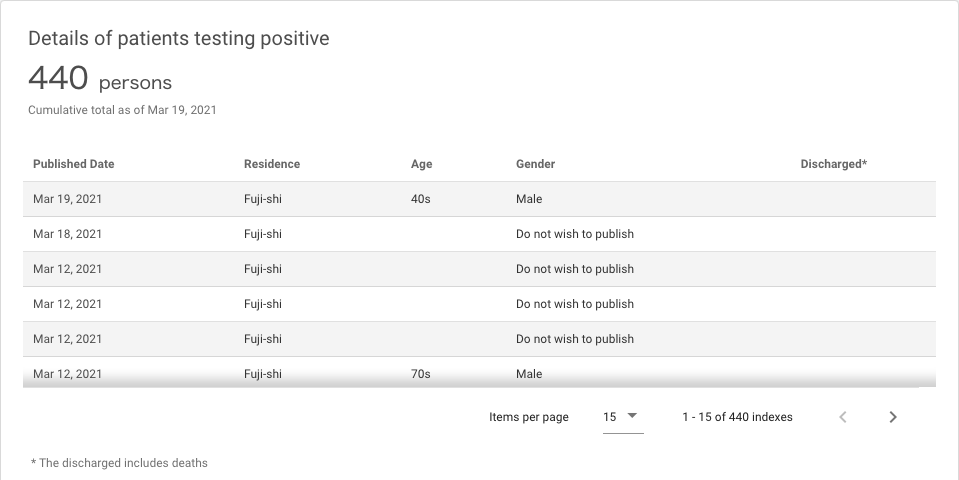 Details of patients testing positive
440 persons
Cumulative total as of Mar 19, 2021
Published Date Residence Age Gender Discharged*
Mar 19, 2021 Fuji-shi 40s Male
Mar 18, 2021 Fuji-shi Do not wish to publish
Mar 12, 2021 Fuji-shi Do not wish to publish
Mar 12, 2021 Fuji-shi Do not wish to publish
Mar 12, 2021 Fuji-shi Do not wish to publish
Mar 12, 2021 Fuji-shi 70s Male
Items per page 15 1 - 15 of 440 indexes
* The discharged includes deaths